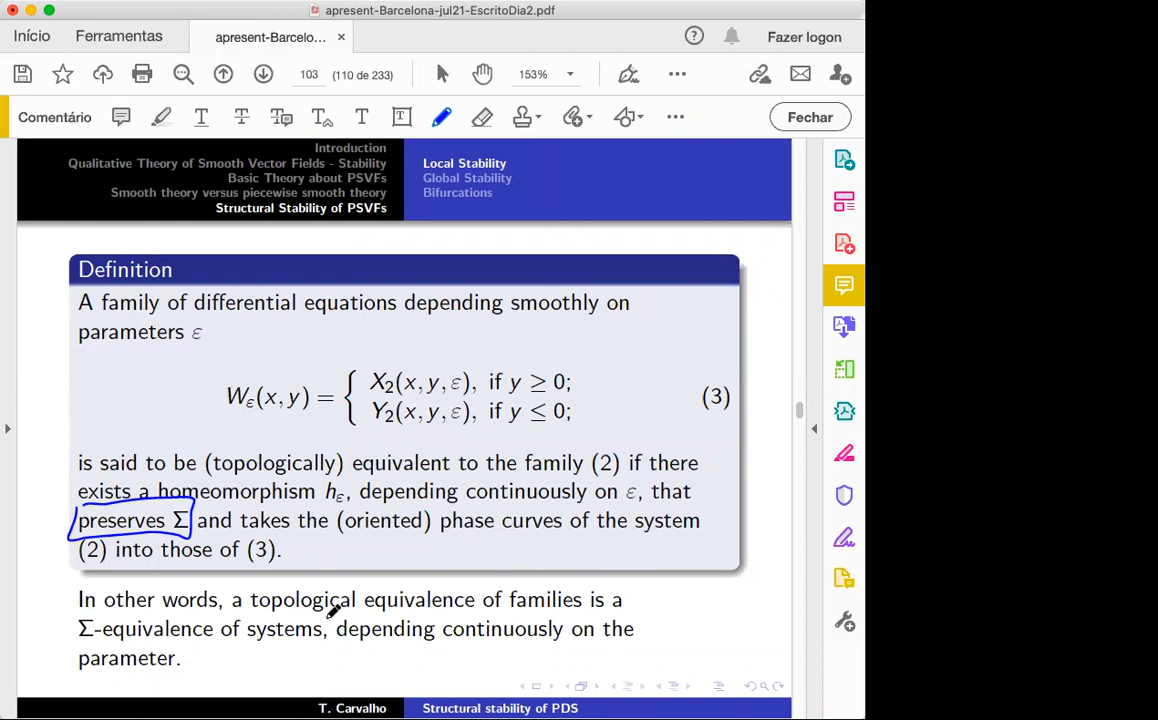 apresent-Barcelona-jul21-EscritoDia2.pdf
Início Ferramentas apresent-Barcelo... × Fazer logon
103 (110 de 233) 153%
Comentário Fechar
Introduction
Qualitative Theory of Smooth Vector Fields - Stability
Basic Theory about PSVFs
Smooth theory versus piecewise smooth theory
Structural Stability of PSVFs
Local Stability
Global Stability
Bifurcations
Definition
A family of differential equations depending smoothly on
parameters ε
W_ε(x, y) = { X₂(x, y, ε), if y ≥ 0;
Y₂(x, y, ε), if y ≤ 0; (3)
is said to be (topologically) equivalent to the family (2) if there
exists a homeomorphism h_ε, depending continuously on ε, that
preserves Σ and takes the (oriented) phase curves of the system
(2) into those of (3).
In other words, a topological equivalence of families is a
Σ-equivalence of systems, depending continuously on the
parameter.
T. Carvalho Structural stability of PDS